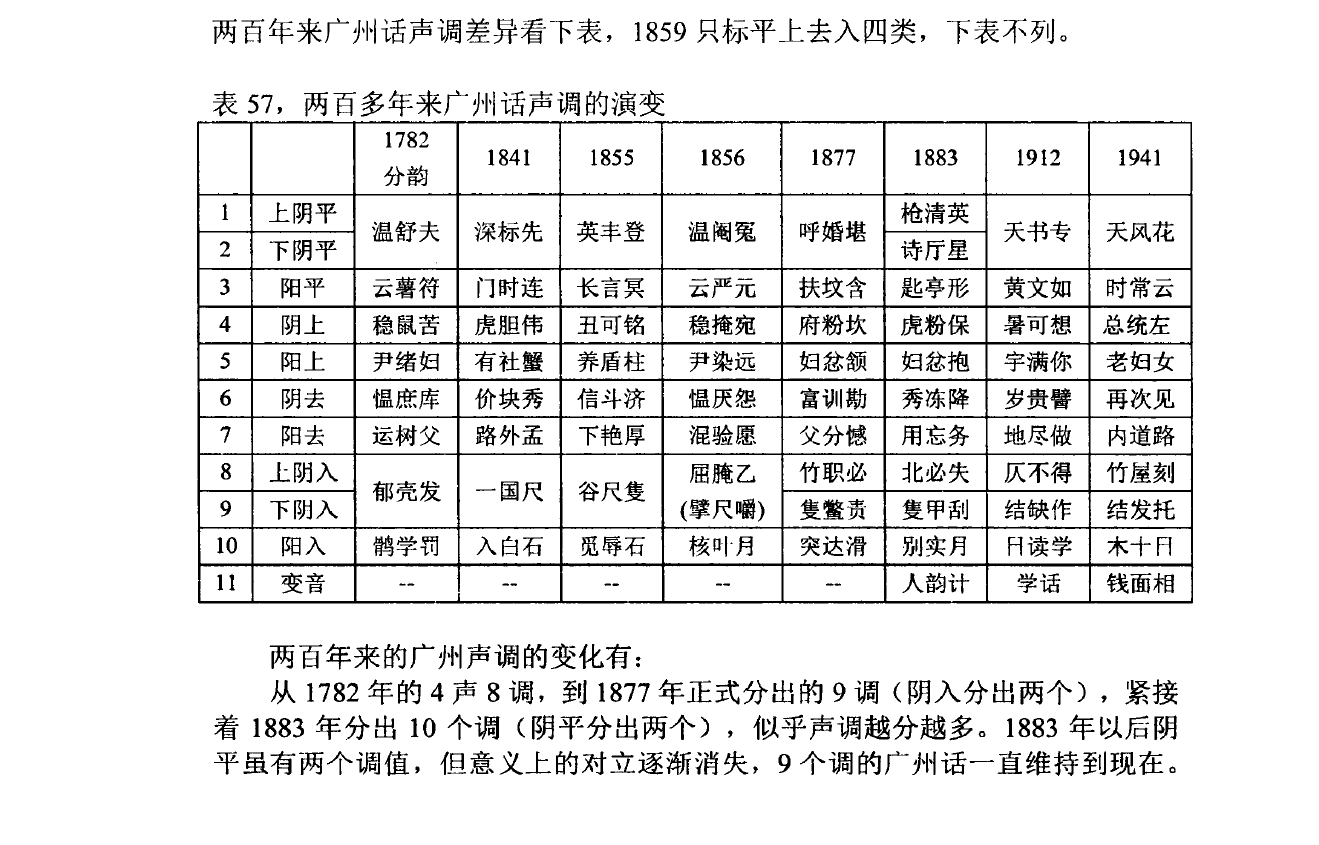 两百年来广州话声调差异看下表，1859 只标平上去入四类，下表不列。
表 57，两百多年来广州话声调的演变
1782 分韵 1841 1855 1856 1877 1883 1912 1941
1 上阴平 温舒夫 深标先 英丰登 温阉冤 呼婚堪 枪清英 天书专 天风花
2 下阴平 诗厅星
3 阳平 云薯符 门时连 长言冥 云严元 扶坟含 匙亭形 黄文如 时常云
4 阴上 稳鼠苦 虎胆伟 丑可铭 稳掩宛 府粉坎 虎粉保 暑可想 总统左
5 阳上 尹绪妇 有社蟹 养盾柱 尹染远 妇忿颔 妇忿抱 宇满你 老妇女
6 阴去 愠庶库 价块秀 信斗济 愠厌怨 富训勘 秀冻降 岁贵譬 再次见
7 阳去 运树父 路外孟 下艳厚 混验愿 父分憾 用忘务 地尽做 内道路
8 上阴入 郁壳发 一国尺 谷尺隻 屈腌乙 竹职必 北必失 仄不得 竹屋刻
9 下阴入 (擘尺嚼) 隻鳖责 隻甲刮 结缺作 结发托
10 阳入 鹘学罚 入白石 觅辱石 核叶月 突达滑 别实月 日读学 木十日
11 变音 -- -- -- -- -- 人韵计 学话 钱面相
两百年来的广州声调的变化有：
从 1782 年的 4 声 8 调，到 1877 年正式分出的 9 调（阴入分出两个），紧接
着 1883 年分出 10 个调（阴平分出两个），似乎声调越分越多。1883 年以后阴
平虽有两个调值，但意义上的对立逐渐消失，9 个调的广州话一直维持到现在。